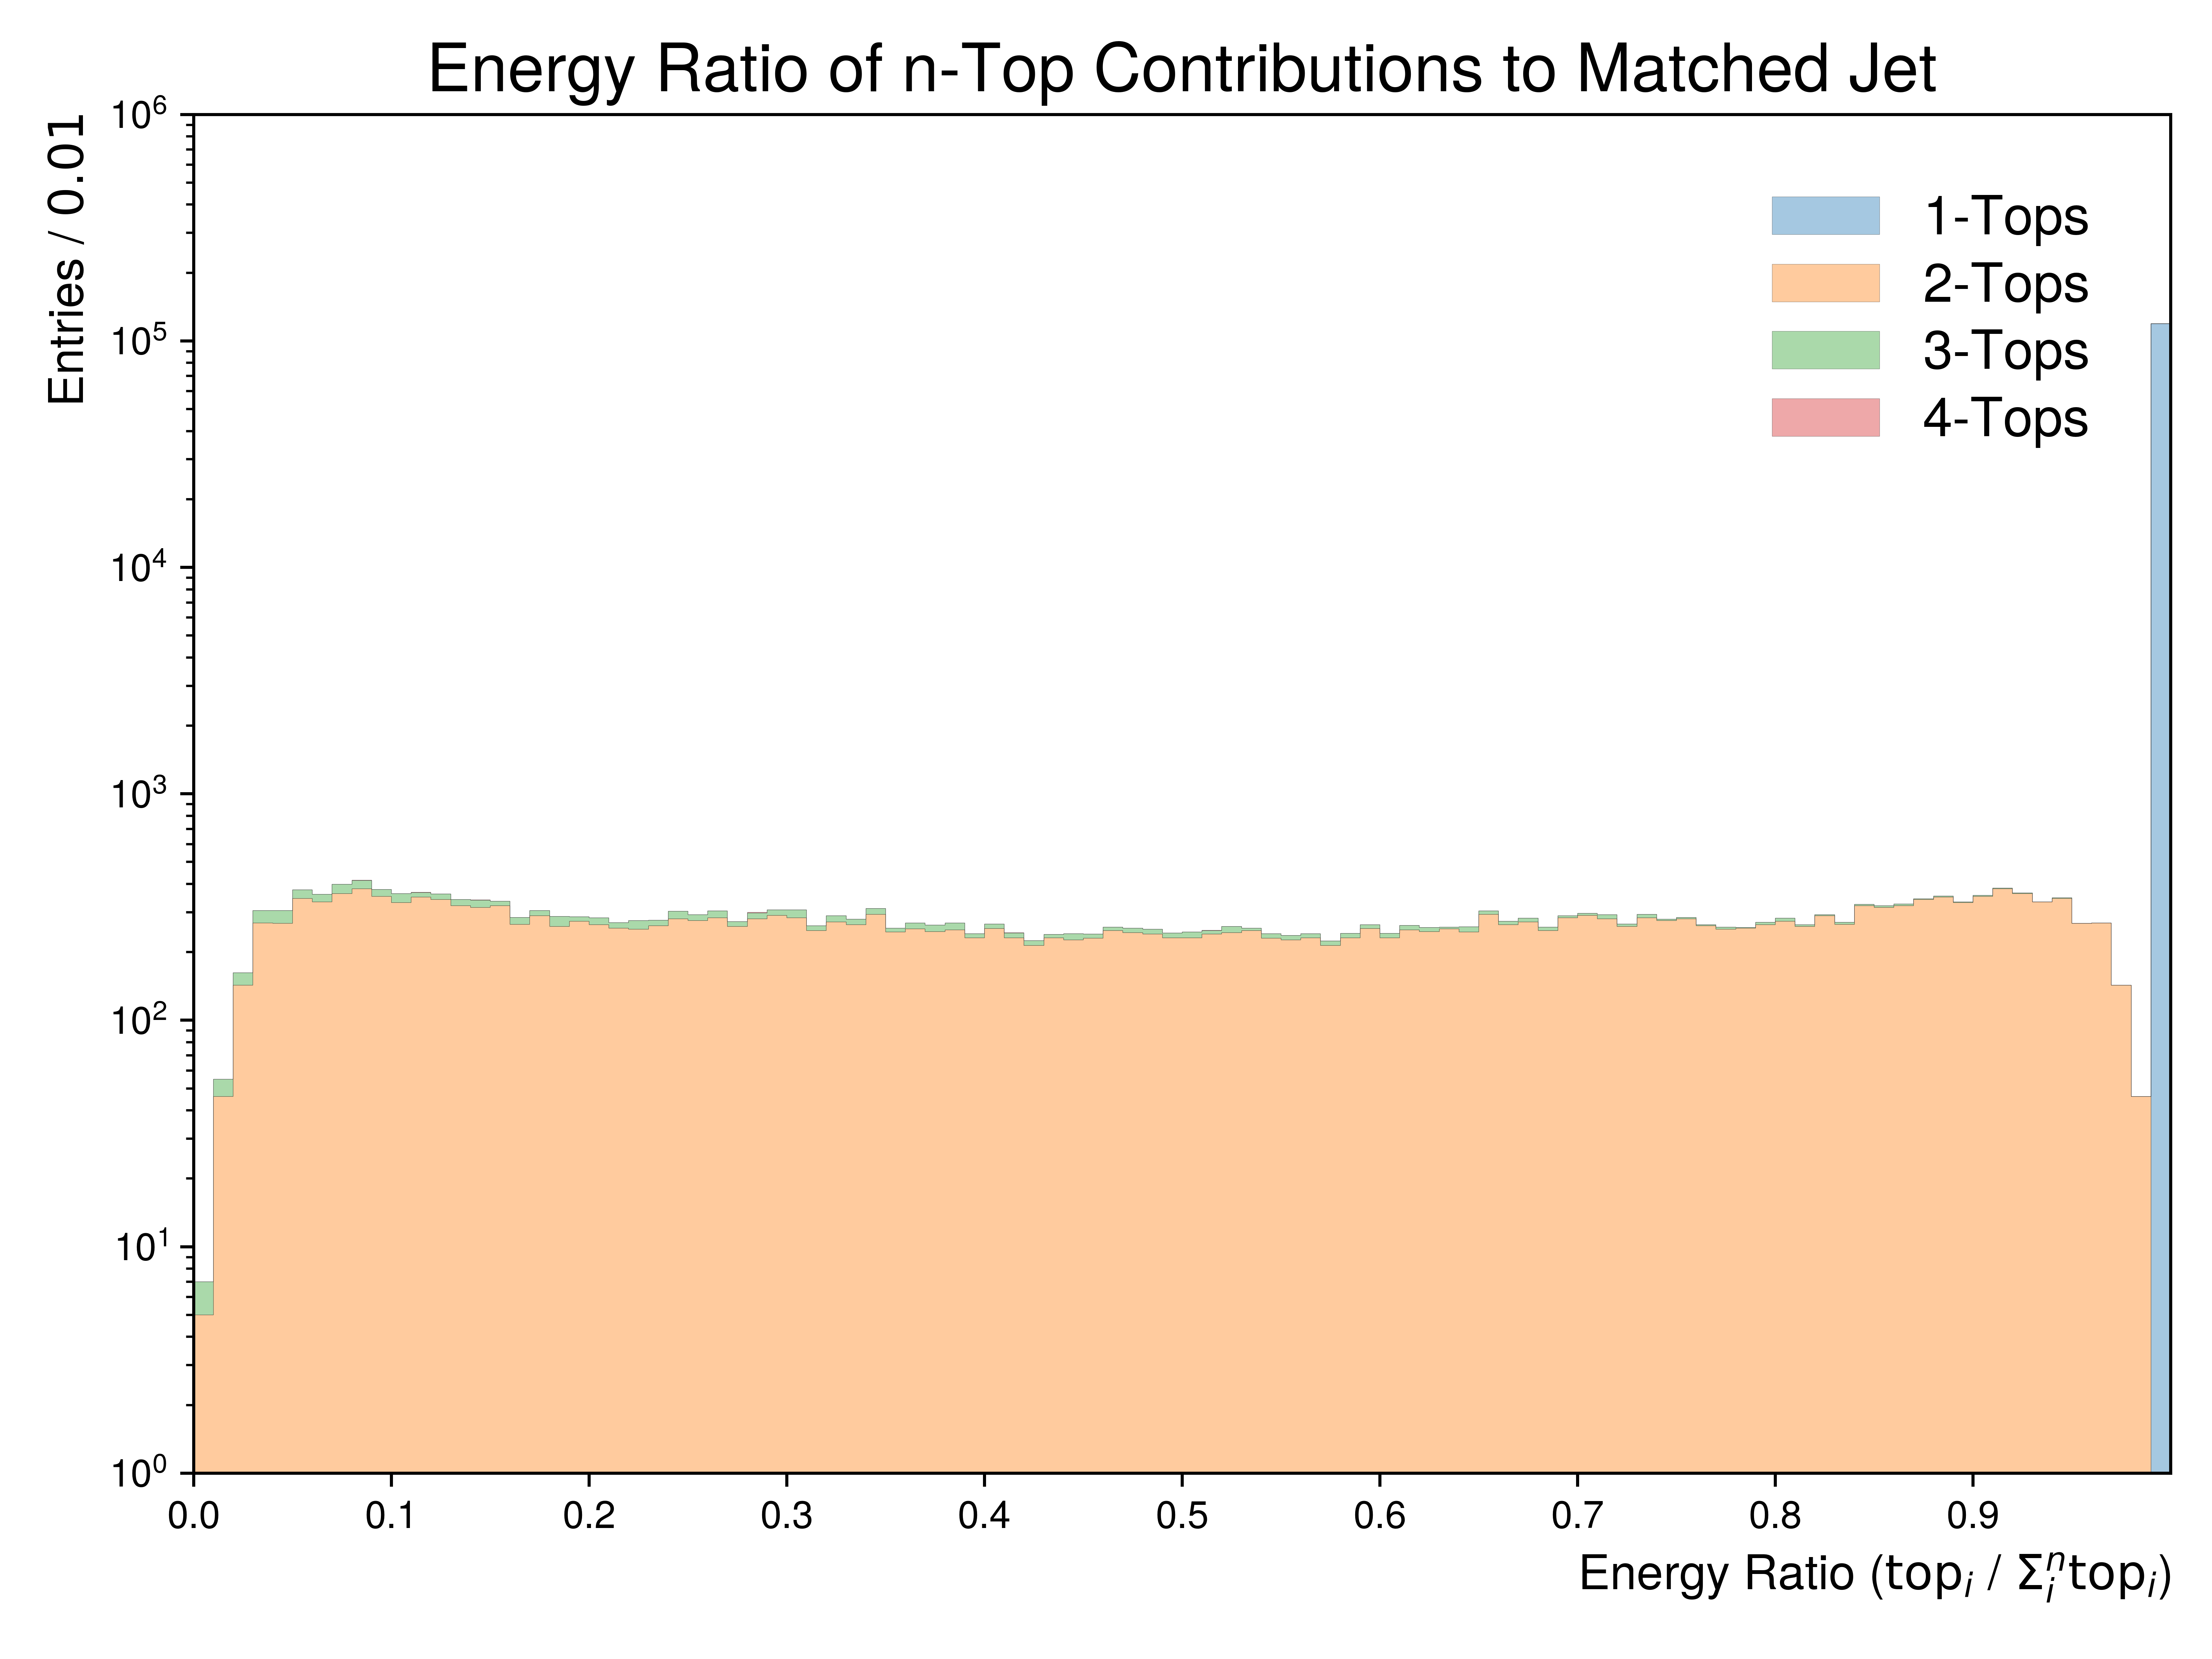 Energy Ratio of n-Top Contributions to Matched Jet
Entries / 0.01
10⁶
10⁵
10⁴
10³
10²
10¹
10⁰
1-Tops
2-Tops
3-Tops
4-Tops
0.0 0.1 0.2 0.3 0.4 0.5 0.6 0.7 0.8 0.9
Energy Ratio (topᵢ / Σᵢⁿtopᵢ)